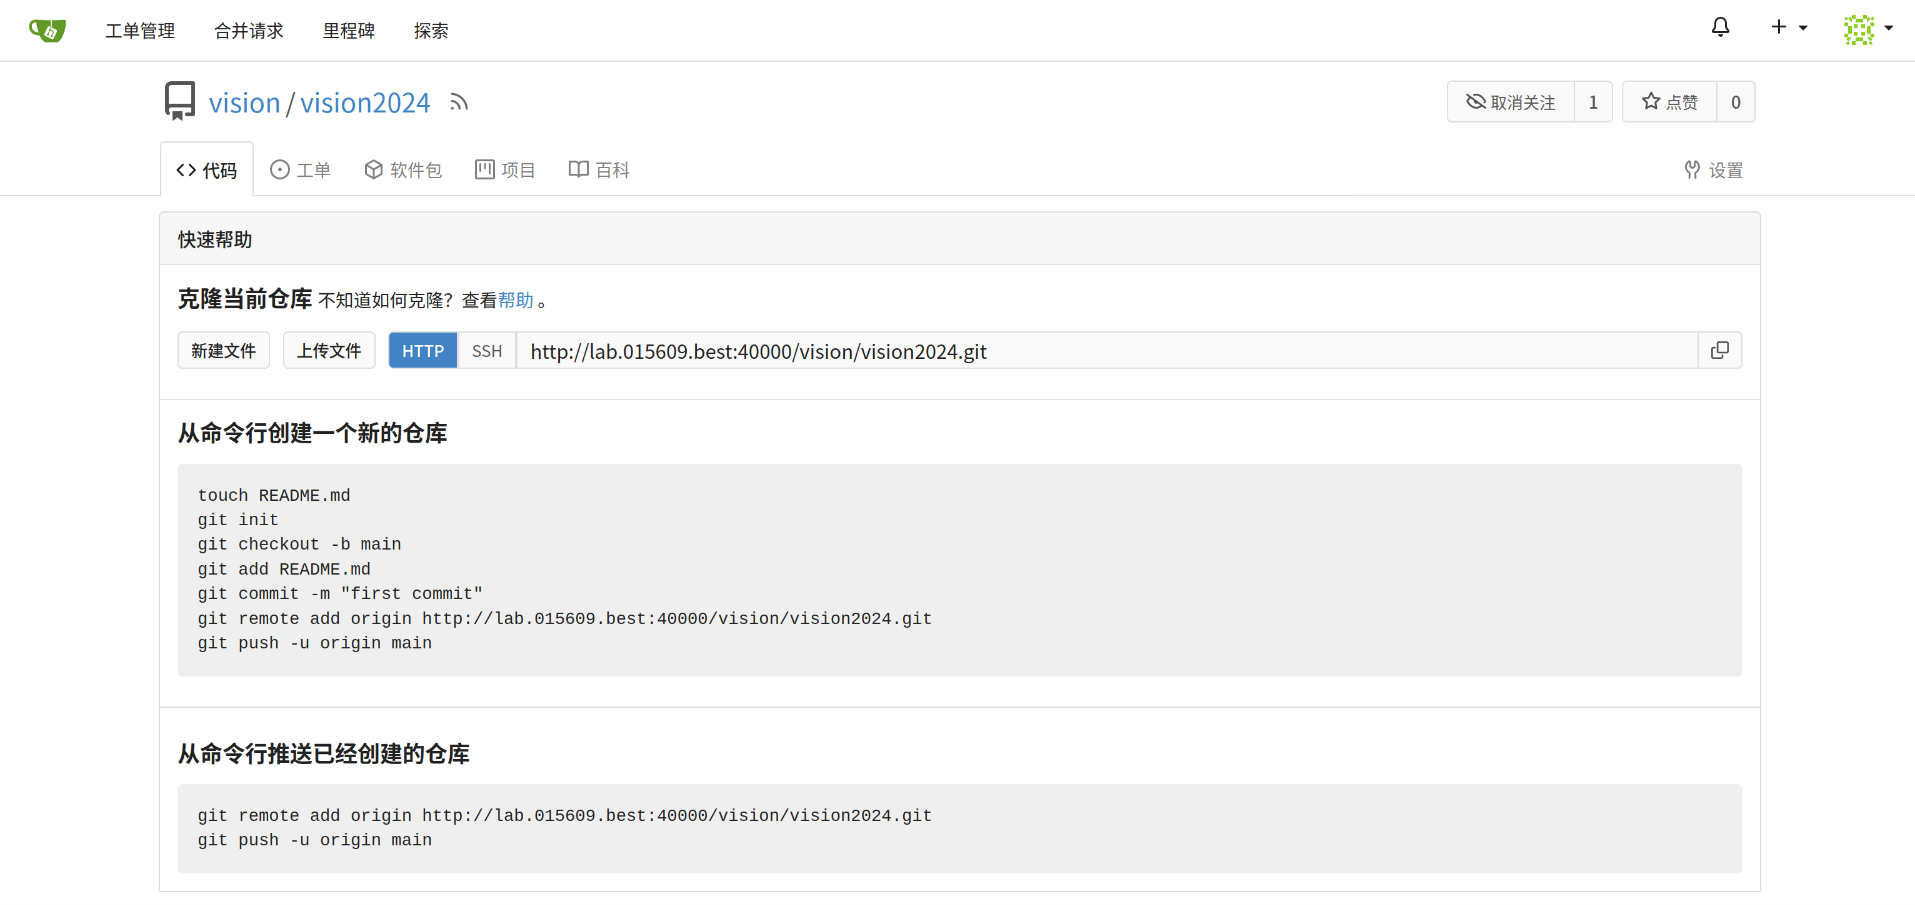 工单管理 合并请求 里程碑 探索
vision / vision2024
取消关注 1 点赞 0
代码 工单 软件包 项目 百科 设置
快速帮助
克隆当前仓库 不知道如何克隆？查看帮助 。
新建文件 上传文件 HTTP SSH http://lab.015609.best:40000/vision/vision2024.git
从命令行创建一个新的仓库
touch README.md
git init
git checkout -b main
git add README.md
git commit -m "first commit"
git remote add origin http://lab.015609.best:40000/vision/vision2024.git
git push -u origin main
从命令行推送已经创建的仓库
git remote add origin http://lab.015609.best:40000/vision/vision2024.git
git push -u origin main